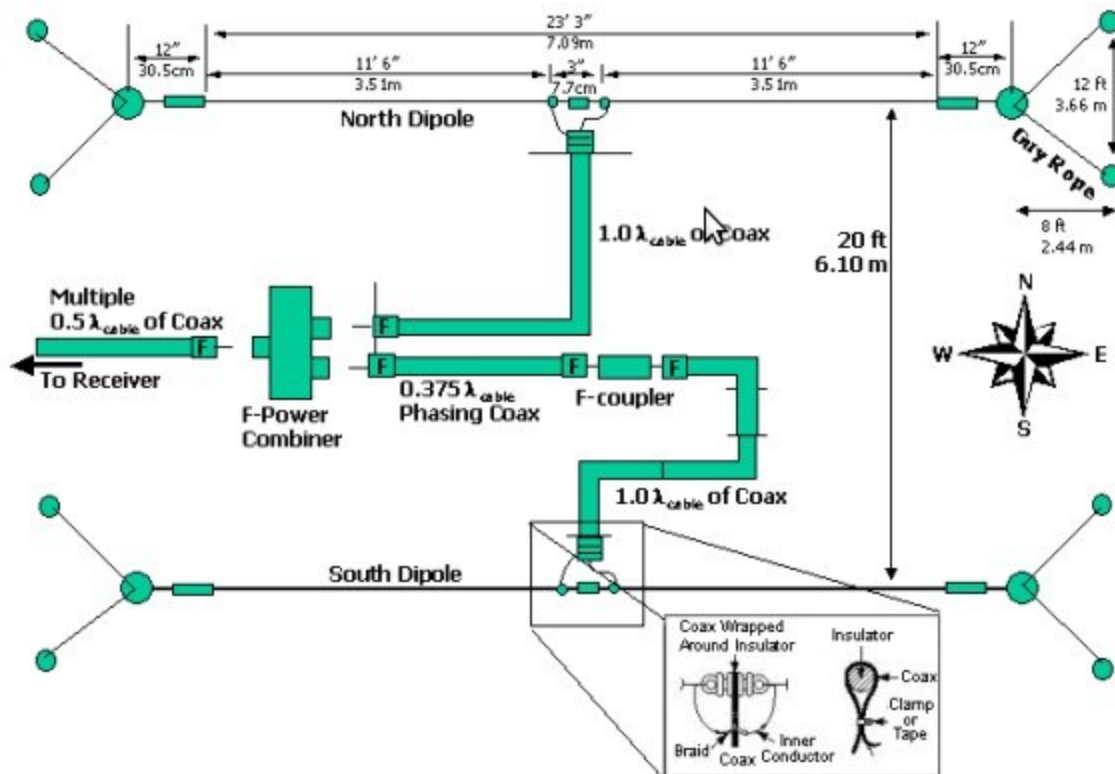 23' 3"
7.09m
12"
30.5cm
11' 6"
3.51m
3"
7.7cm
11' 6"
3.51m
12"
30.5cm
12 ft
3.66 m
North Dipole
Guy Rope
8 ft
2.44 m
1.0 λcable of Coax
20 ft
6.10 m
Multiple
0.5 λcable of Coax
F
F
F
F
F
To Receiver
0.375 λcable
Phasing Coax
F-coupler
F-Power
Combiner
N
W
E
S
1.0 λcable of Coax
South Dipole
Coax Wrapped
Around Insulator
Insulator
Coax
Clamp
or
Tape
Braid
Inner
Conductor
Coax